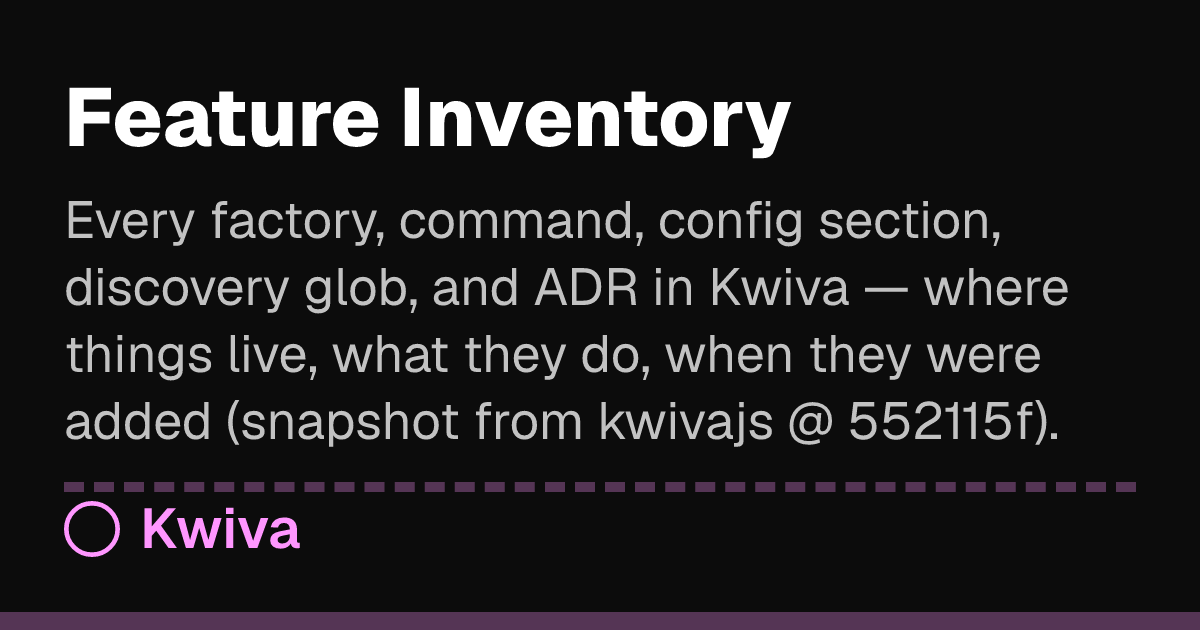 Feature Inventory
Every factory, command, config section,
discovery glob, and ADR in Kwiva — where
things live, what they do, when they were
added (snapshot from kwivajs @ 552115f).
Kwiva